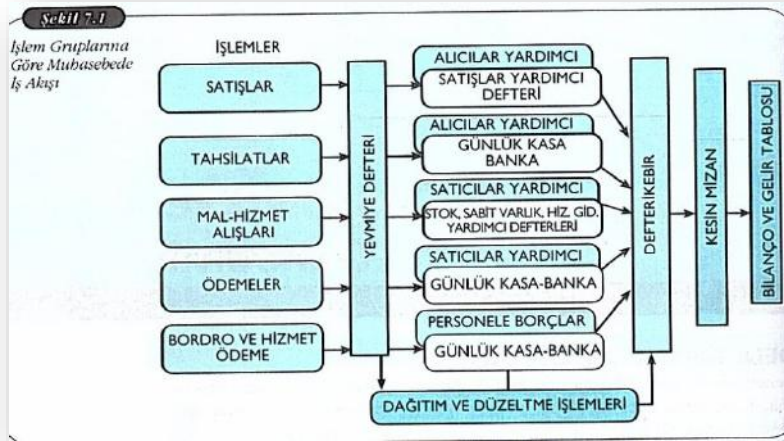 Şekil 7.1
İşlem Gruplarına
Göre Muhasebede
İş Akışı
İŞLEMLER
SATIŞLAR
TAHSİLATLAR
MAL-HİZMET
ALIŞLARI
ÖDEMELER
BORDRO VE HİZMET
ÖDEME
YEVMİYE DEFTERİ
ALICILAR YARDIMCI
SATIŞLAR YARDIMCI
DEFTERİ
ALICILAR YARDIMCI
GÜNLÜK KASA
BANKA
SATICILAR YARDIMCI
STOK, SABİT VARLIK, HİZ. GİD.
YARDIMCI DEFTERLERİ
SATICILAR YARDIMCI
GÜNLÜK KASA-BANKA
PERSONELE BORÇLAR
GÜNLÜK KASA-BANKA
DAĞITIM VE DÜZELTME İŞLEMLERİ
DEFTERİKEBİR
KESİN MİZAN
BİLANÇO VE GELİR TABLOSU